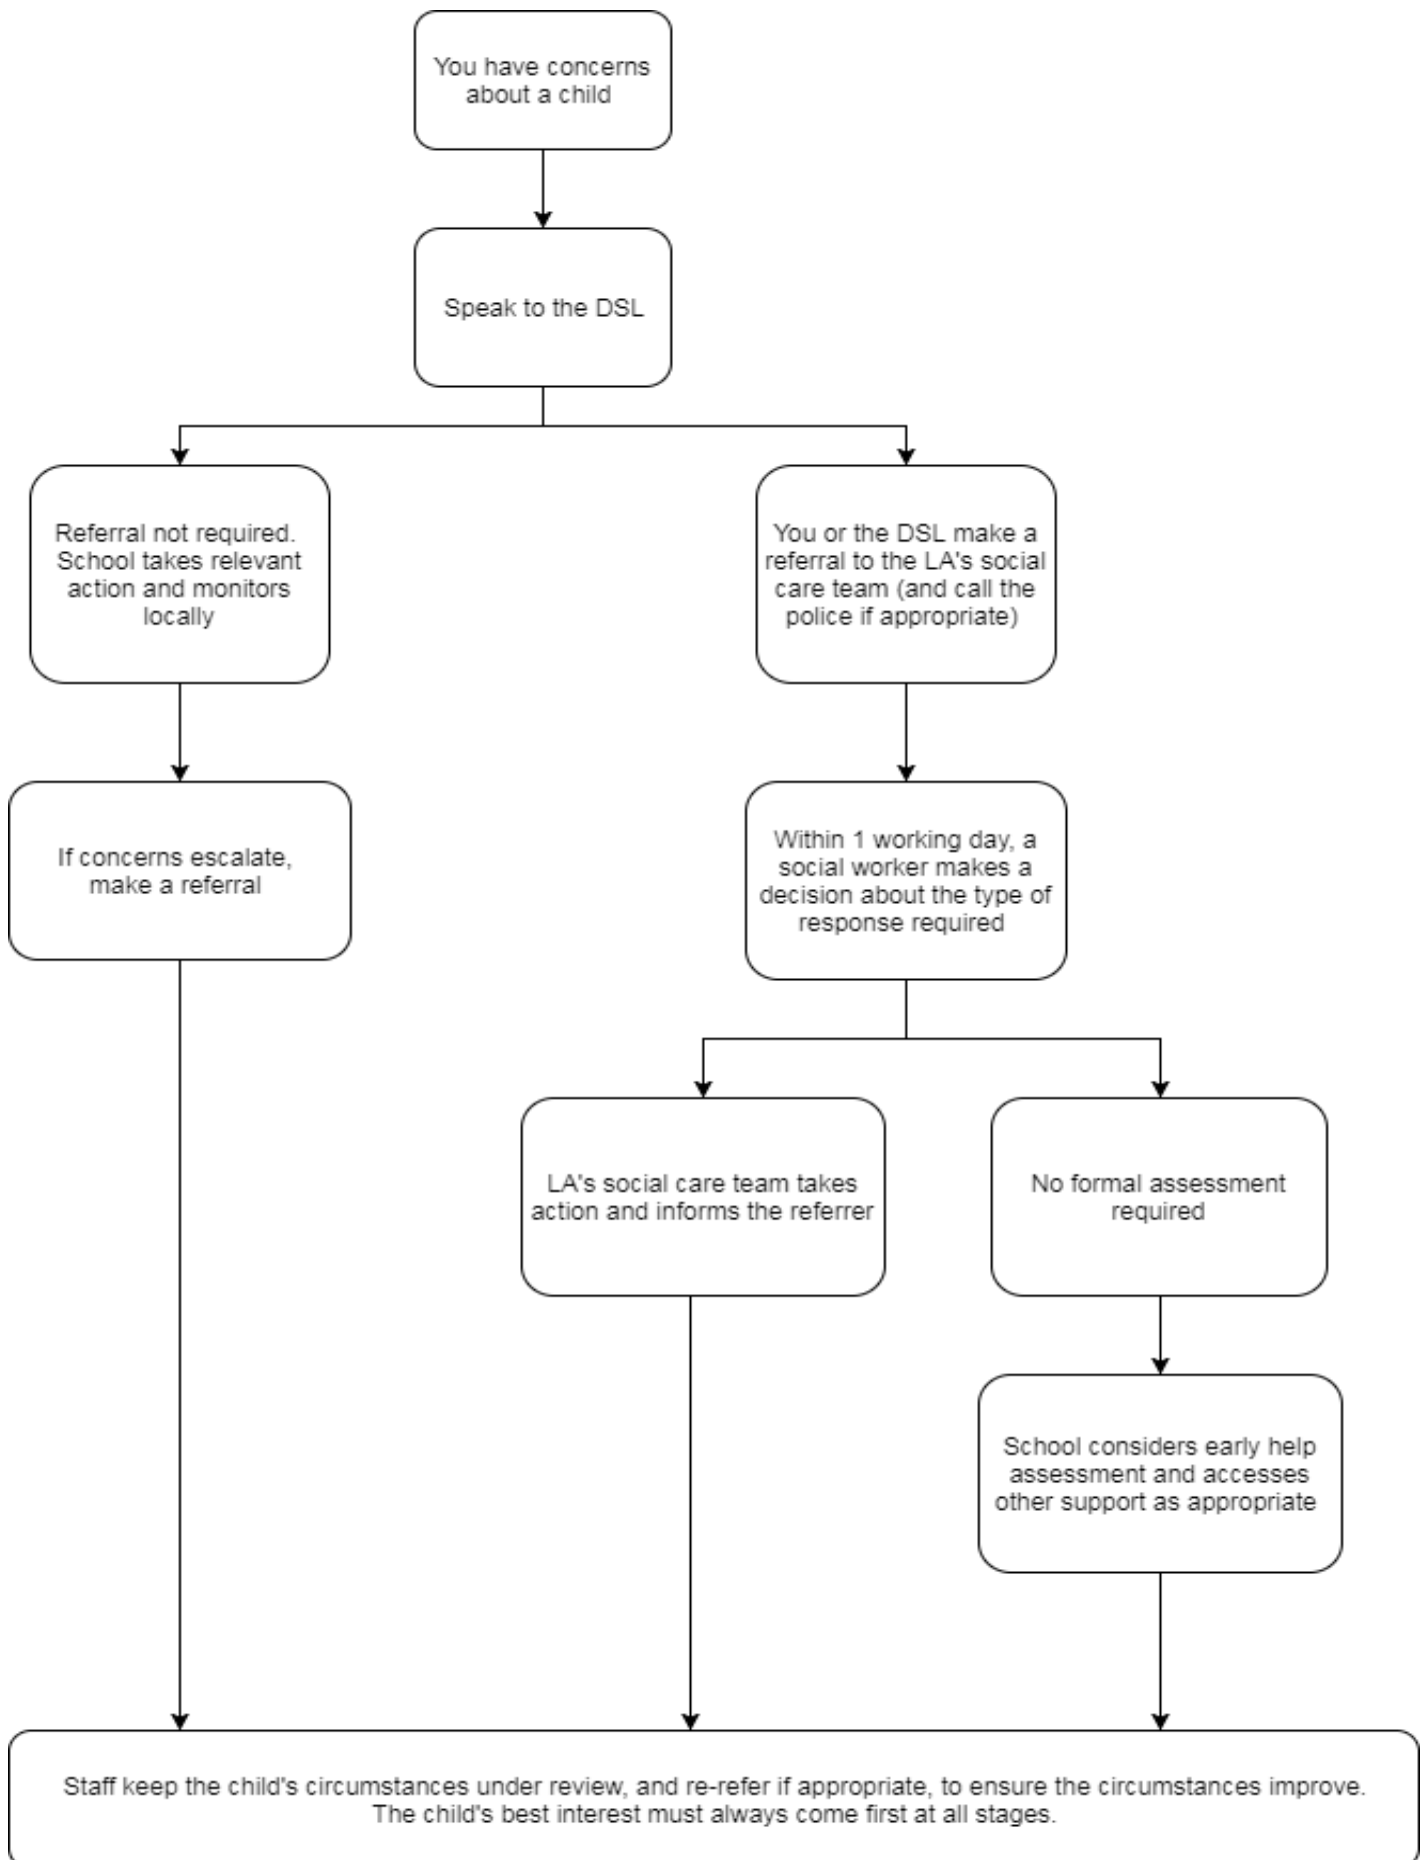 You have concerns
about a child
Speak to the DSL
Referral not required.
School takes relevant
action and monitors
locally
You or the DSL make a
referral to the LA's social
care team (and call the
police if appropriate)
If concerns escalate,
make a referral
Within 1 working day, a
social worker makes a
decision about the type of
response required
LA's social care team takes
action and informs the referrer
No formal assessment
required
School considers early help
assessment and accesses
other support as appropriate
Staff keep the child's circumstances under review, and re-refer if appropriate, to ensure the circumstances improve.
The child's best interest must always come first at all stages.